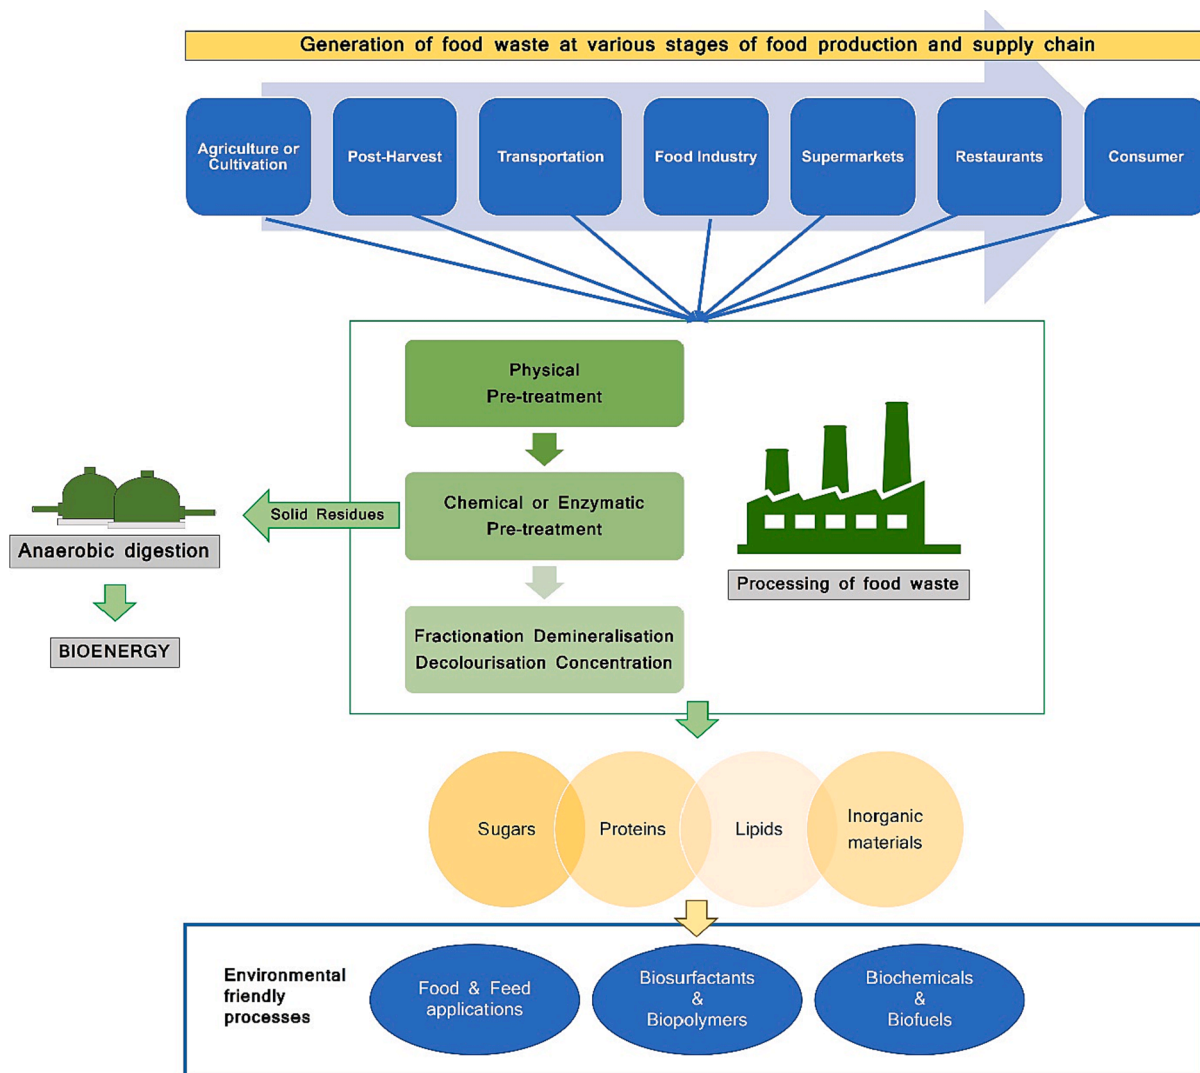 Generation of food waste at various stages of food production and supply chain
Agriculture or
Cultivation
Post-Harvest
Transportation
Food Industry
Supermarkets
Restaurants
Consumer
Physical
Pre-treatment
Chemical or Enzymatic
Pre-treatment
Solid Residues
Anaerobic digestion
BIOENERGY
Processing of food waste
Fractionation Demineralisation
Decolourisation Concentration
Sugars
Proteins
Lipids
Inorganic
materials
Environmental
friendly
processes
Food & Feed
applications
Biosurfactants
&
Biopolymers
Biochemicals
&
Biofuels